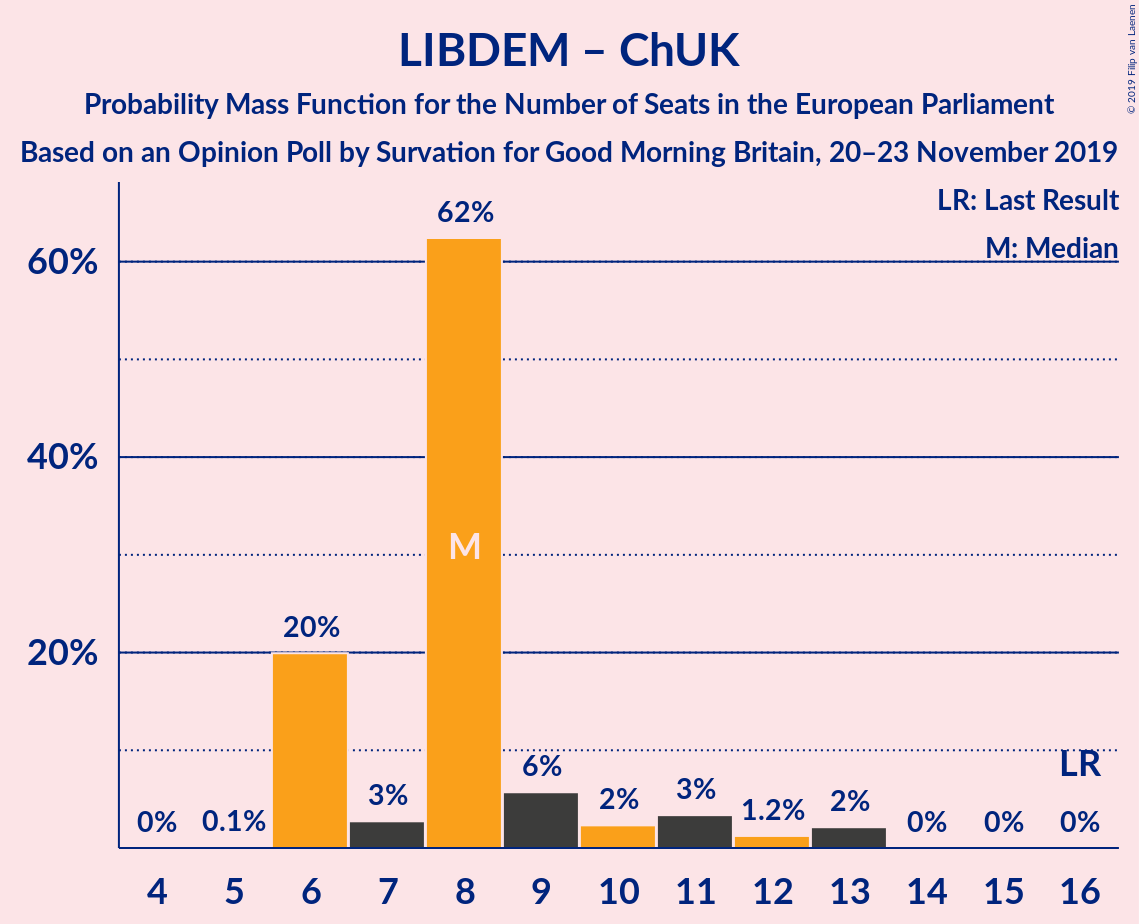 LIBDEM – ChUK
Probability Mass Function for the Number of Seats in the European Parliament
Based on an Opinion Poll by Survation for Good Morning Britain, 20–23 November 2019
© 2019 Filip van Laenen
LR: Last Result
M: Median
60%
40%
20%
0%
0.1%
20%
3%
62%
M
6%
2%
3%
1.2%
2%
0%
0%
LR
0%
4 5 6 7 8 9 10 11 12 13 14 15 16